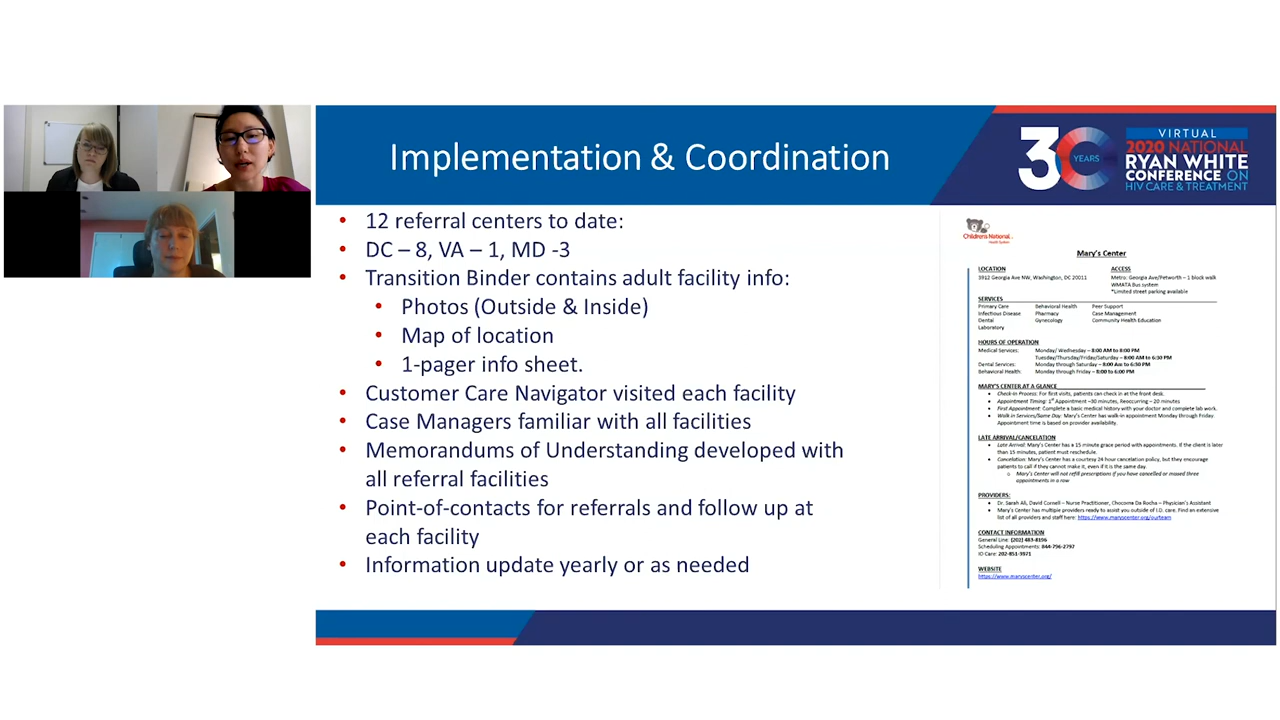 Implementation & Coordination
30 YEARS
VIRTUAL
2020 NATIONAL
RYAN WHITE
CONFERENCE ON
HIV CARE & TREATMENT
• 12 referral centers to date:
• DC – 8, VA – 1, MD -3
• Transition Binder contains adult facility info:
• Photos (Outside & Inside)
• Map of location
• 1-pager info sheet.
• Customer Care Navigator visited each facility
• Case Managers familiar with all facilities
• Memorandums of Understanding developed with
all referral facilities
• Point-of-contacts for referrals and follow up at
each facility
• Information update yearly or as needed
Children's National
Health System
Mary's Center
LOCATION
3912 Georgia Ave NW, Washington, DC 20011
ACCESS
Metro: Georgia Ave/Petworth – 1 block walk
WMATA Bus system
*Limited street parking available
SERVICES
Primary Care Behavioral Health Peer Support
Infectious Disease Pharmacy Case Management
Dental Gynecology Community Health Education
Laboratory
HOURS OF OPERATION
Medical Services: Monday/ Wednesday – 8:00 AM to 8:00 PM
Tuesday/Thursday/Friday/Saturday – 8:00 AM to 6:30 PM
Dental Services: Monday through Saturday – 8:00 Am to 6:30 PM
Behavioral Health: Monday through Friday – 8:00 to 6:00 PM
MARY'S CENTER AT A GLANCE
• Check-in Process: For first visits, patients can check in at the front desk.
• Appointment Timing: 1st Appointment –30 minutes, Reoccurring – 20 minutes
• First Appointment: Complete a basic medical history with your doctor and complete lab work.
• Walk in Services/Same Day: Mary's Center has walk-in appointment Monday through Friday.
Appointment time is based on provider availability.
LATE ARRIVAL/CANCELATION
• Late Arrival: Mary's Center has a 15 minute grace period with appointments. If the client is later
than 15 minutes, patient must reschedule.
• Cancelation: Mary's Center has a courtesy 24 hour cancelation policy, but they encourage
patients to call if they cannot make it, even if it is the same day.
o Mary's Center will not refill prescriptions if you have cancelled or missed three
appointments in a row
PROVIDERS:
• Dr. Sarah Ali, David Cornell – Nurse Practitioner, Chocoma Da Rocha – Physician's Assistant
• Mary's Center has multiple providers ready to assist you outside of I.D. care. Find an extensive
list of all providers and staff here: https://www.maryscenter.org/ourteam
CONTACT INFORMATION
General Line: (202) 483-8196
Scheduling Appointments: 844-796-2797
IO Care: 202-851-3971
WEBSITE
https://www.maryscenter.org/